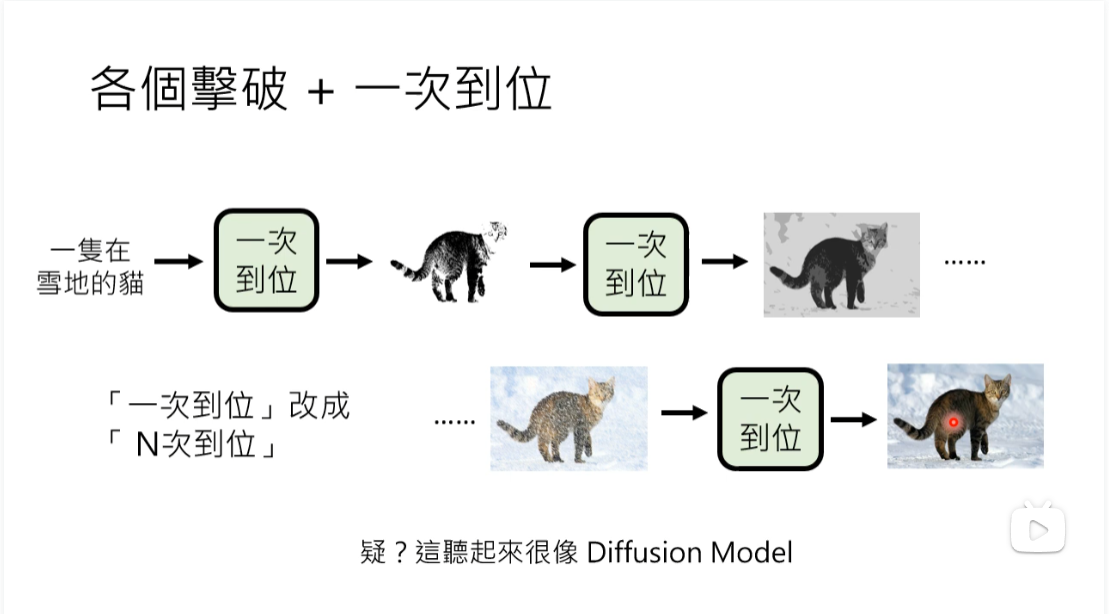 各個擊破 + 一次到位
一隻在
雪地的貓
一次
到位
一次
到位
……
「一次到位」改成
「 N次到位」
……
一次
到位
疑？這聽起來很像 Diffusion Model